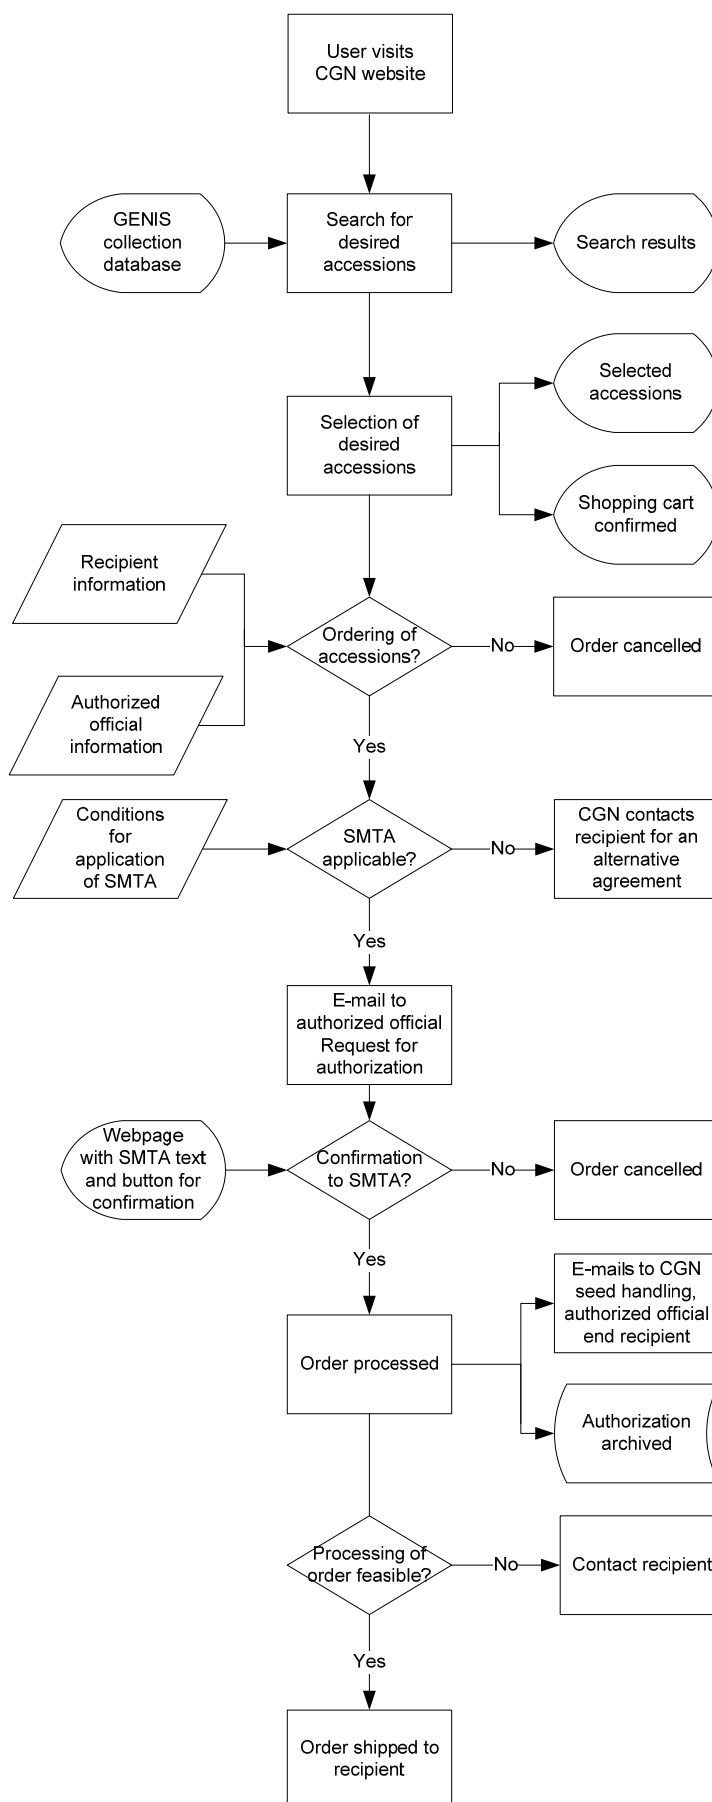 User visits
CGN website
GENIS
collection
database
Search for
desired
accessions
Search results
Selected
accessions
Selection of
desired
accessions
Shopping cart
confirmed
Recipient
information
Ordering of
accessions?
No
Order cancelled
Authorized
official
information
Yes
Conditions
for
application
of SMTA
SMTA
applicable?
No
CGN contacts
recipient for an
alternative
agreement
Yes
E-mail to
authorized official
Request for
authorization
Webpage
with SMTA text
and button for
confirmation
Confirmation
to SMTA?
No
Order cancelled
Yes
E-mails to CGN
seed handling,
authorized official
end recipient
Order processed
Authorization
archived
Processing of
order feasible?
No
Contact recipient
Yes
Order shipped to
recipient